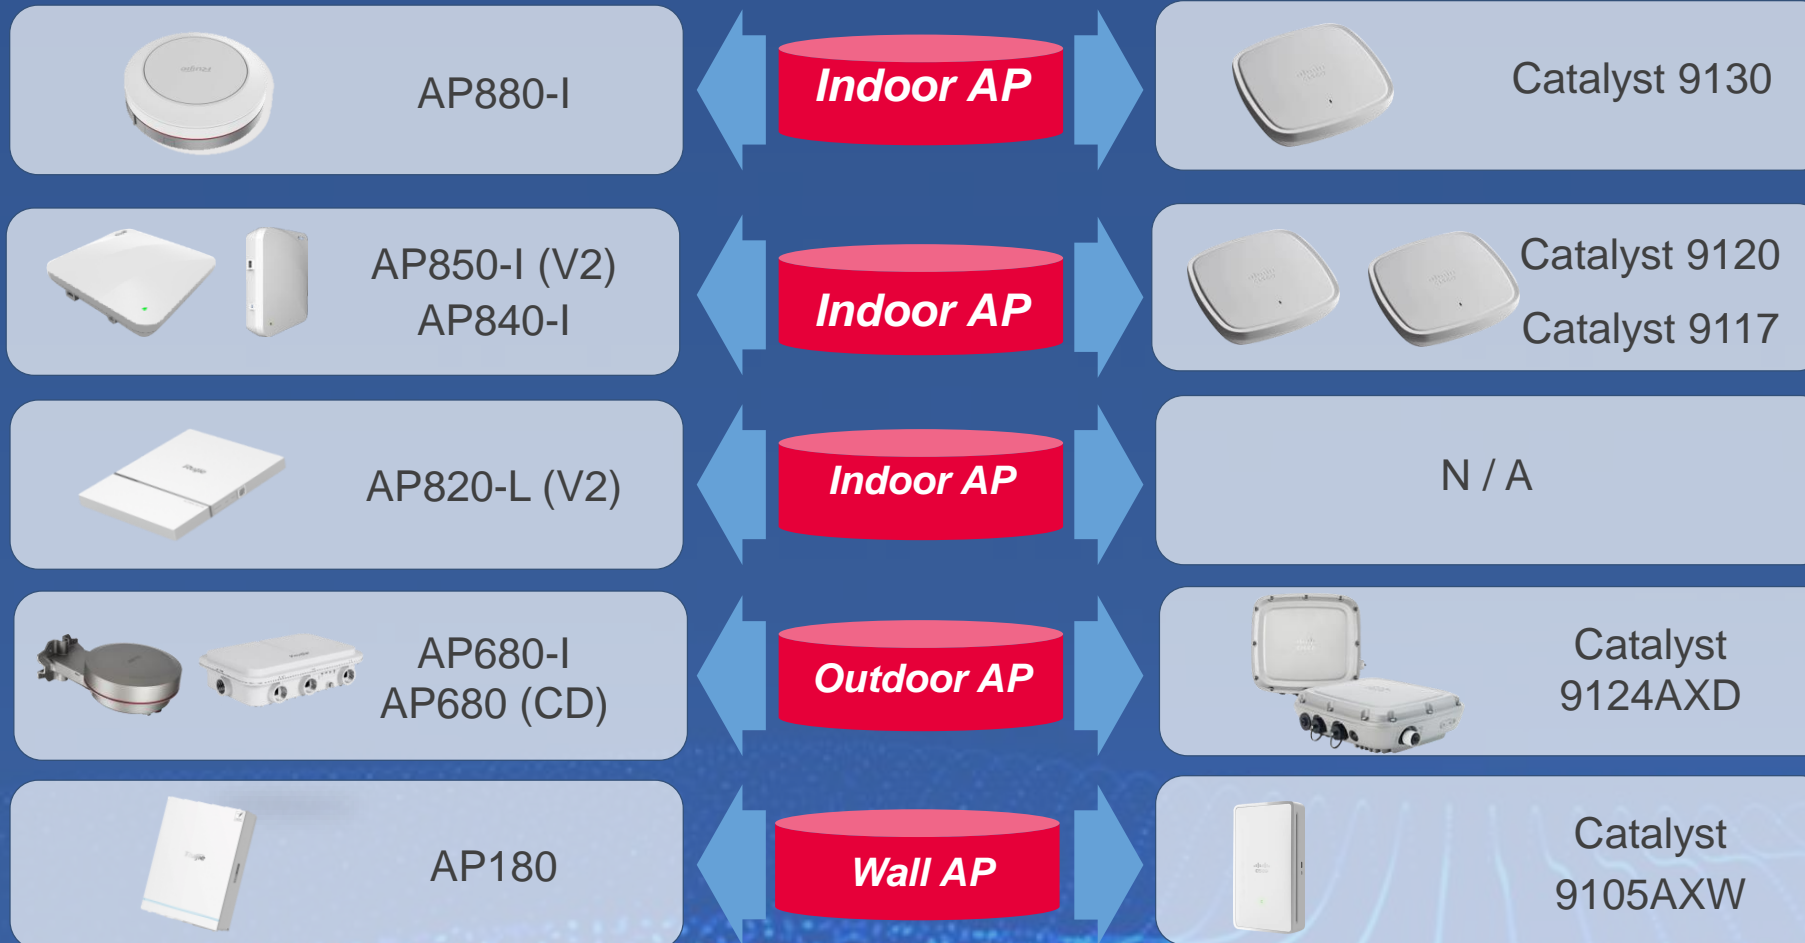 AP880-I
Indoor AP
Catalyst 9130
AP850-I (V2)
AP840-I
Indoor AP
Catalyst 9120
Catalyst 9117
AP820-L (V2)
Indoor AP
N / A
AP680-I
AP680 (CD)
Outdoor AP
Catalyst
9124AXD
AP180
Wall AP
Catalyst
9105AXW